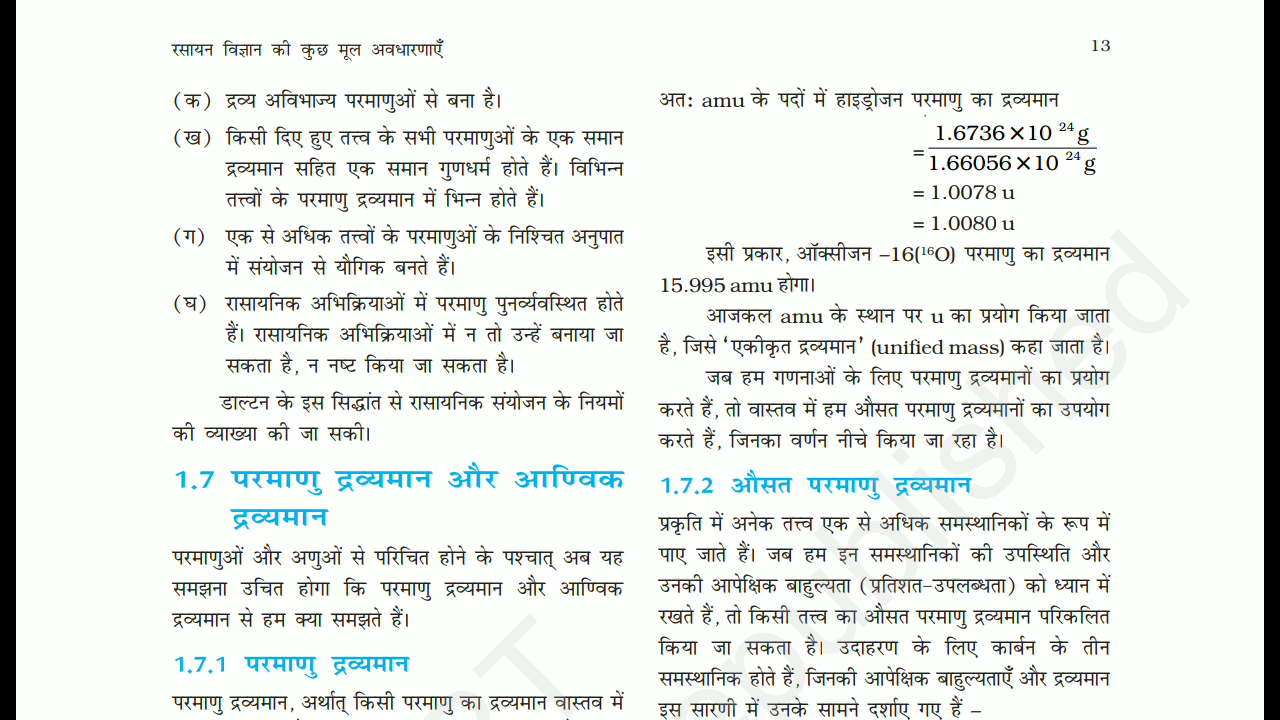 रसायन विज्ञान की कुछ मूल अवधारणाएँ
13
(क) द्रव्य अविभाज्य परमाणुओं से बना है।
(ख) किसी दिए हुए तत्त्व के सभी परमाणुओं के एक समान
द्रव्यमान सहित एक समान गुणधर्म होते हैं। विभिन्न
तत्त्वों के परमाणु द्रव्यमान में भिन्न होते हैं।
(ग) एक से अधिक तत्त्वों के परमाणुओं के निश्चित अनुपात
में संयोजन से यौगिक बनते हैं।
(घ) रासायनिक अभिक्रियाओं में परमाणु पुनर्व्यवस्थित होते
हैं। रासायनिक अभिक्रियाओं में न तो उन्हें बनाया जा
सकता है, न नष्ट किया जा सकता है।
डाल्टन के इस सिद्धांत से रासायनिक संयोजन के नियमों
की व्याख्या की जा सकी।
1.7 परमाणु द्रव्यमान और आण्विक
द्रव्यमान
परमाणुओं और अणुओं से परिचित होने के पश्चात् अब यह
समझना उचित होगा कि परमाणु द्रव्यमान और आण्विक
द्रव्यमान से हम क्या समझते हैं।
1.7.1 परमाणु द्रव्यमान
परमाणु द्रव्यमान, अर्थात् किसी परमाणु का द्रव्यमान वास्तव में
अत: amu के पदों में हाइड्रोजन परमाणु का द्रव्यमान
1.6736×10 24 g
=
1.66056×10 24 g
= 1.0078 u
= 1.0080 u
इसी प्रकार, ऑक्सीजन –16(¹⁶O) परमाणु का द्रव्यमान
15.995 amu होगा।
आजकल amu के स्थान पर u का प्रयोग किया जाता
है, जिसे ‘एकीकृत द्रव्यमान’ (unified mass) कहा जाता है।
जब हम गणनाओं के लिए परमाणु द्रव्यमानों का प्रयोग
करते हैं, तो वास्तव में हम औसत परमाणु द्रव्यमानों का उपयोग
करते हैं, जिनका वर्णन नीचे किया जा रहा है।
1.7.2 औसत परमाणु द्रव्यमान
प्रकृति में अनेक तत्त्व एक से अधिक समस्थानिकों के रूप में
पाए जाते हैं। जब हम इन समस्थानिकों की उपस्थिति और
उनकी आपेक्षिक बाहुल्यता (प्रतिशत-उपलब्धता) को ध्यान में
रखते हैं, तो किसी तत्त्व का औसत परमाणु द्रव्यमान परिकलित
किया जा सकता है। उदाहरण के लिए कार्बन के तीन
समस्थानिक होते हैं, जिनकी आपेक्षिक बाहुल्यताएँ और द्रव्यमान
इस सारणी में उनके सामने दर्शाए गए हैं –